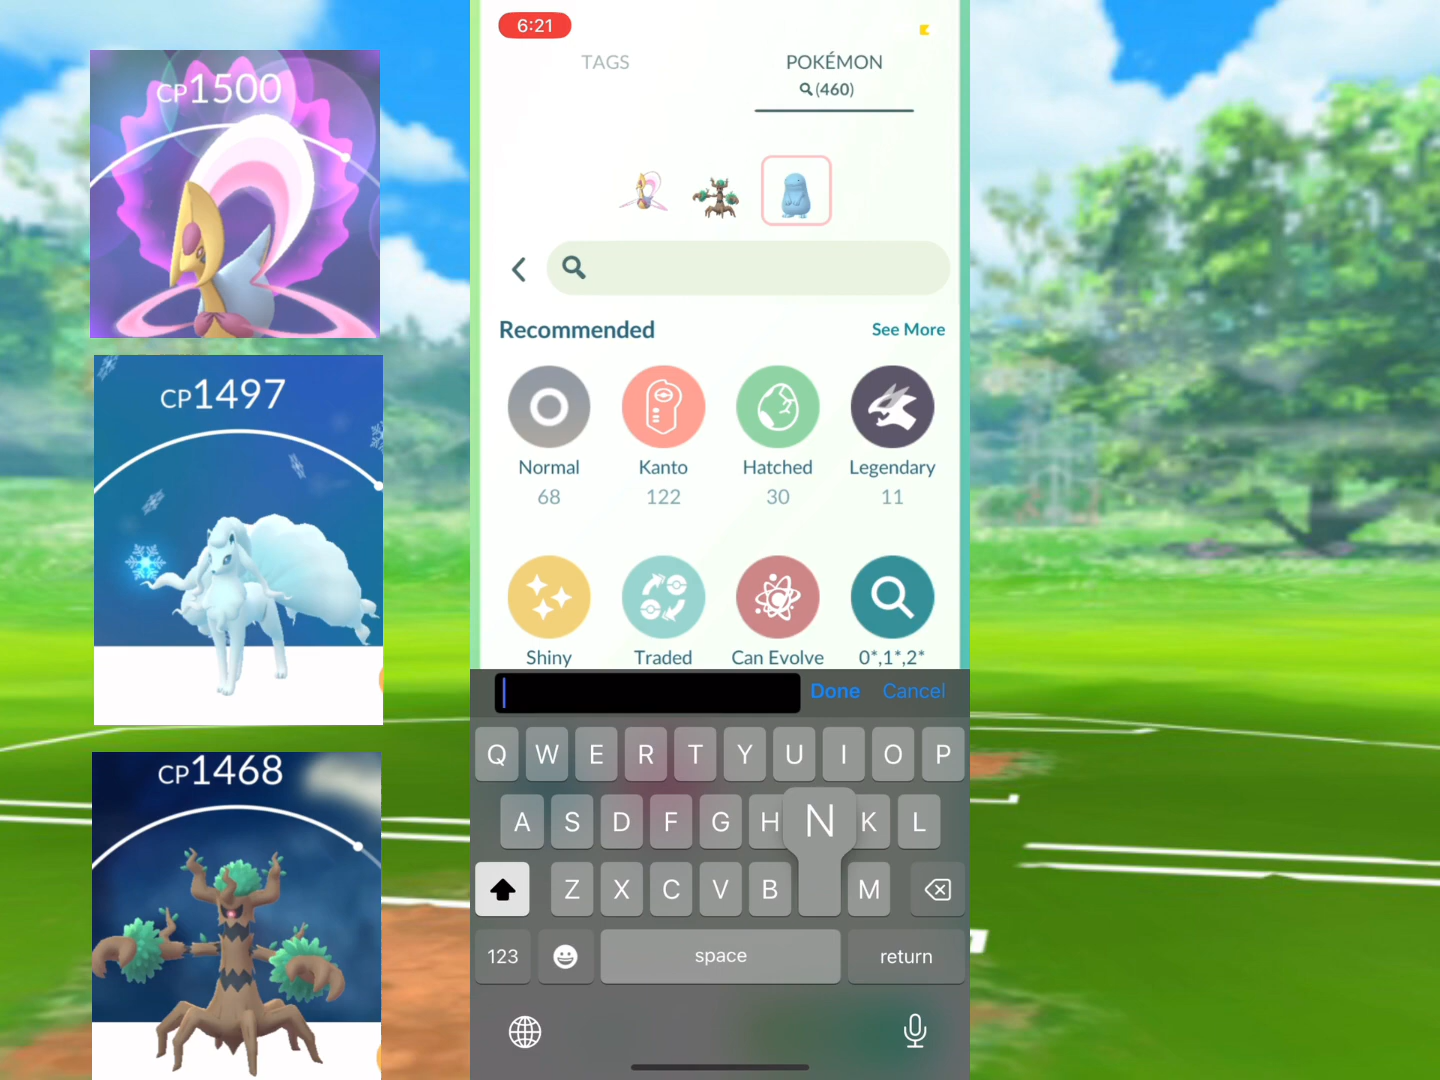 CP1500
CP1497
CP1468
6:21
TAGS
POKÉMON
(460)
Recommended
See More
Normal
Kanto
Hatched
Legendary
68
122
30
11
Shiny
Traded
Can Evolve
0*,1*,2*
Done
Cancel
Q W E R T Y U I O P
A S D F G H N K L
Z X C V B M
123
space
return